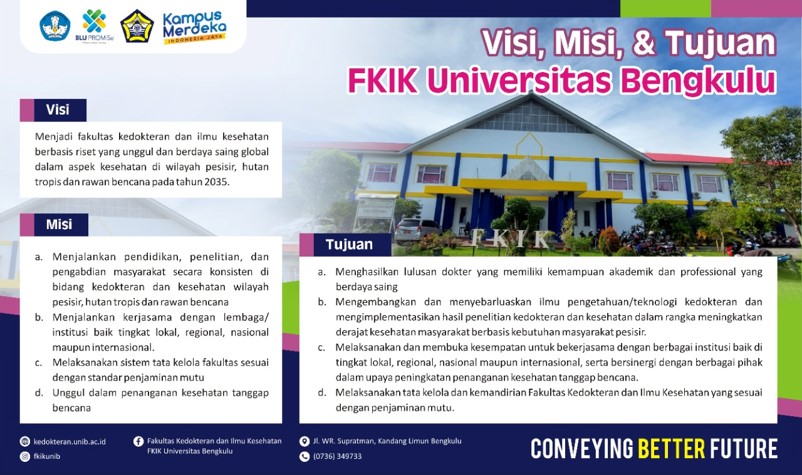 BLU PROMiSe
Kampus
Merdeka
INDONESIA JAYA
Visi, Misi, & Tujuan
FKIK Universitas Bengkulu
Visi
Menjadi fakultas kedokteran dan ilmu kesehatan
berbasis riset yang unggul dan berdaya saing global
dalam aspek kesehatan di wilayah pesisir, hutan
tropis dan rawan bencana pada tahun 2035.
Misi
a. Menjalankan pendidikan, penelitian, dan
pengabdian masyarakat secara konsisten di
bidang kedokteran dan kesehatan wilayah
pesisir, hutan tropis dan rawan bencana
b. Menjalankan kerjasama dengan lembaga/
institusi baik tingkat lokal, regional, nasional
maupun internasional.
c. Melaksanakan sistem tata kelola fakultas sesuai
dengan standar penjaminan mutu
d. Unggul dalam penanganan kesehatan tanggap
bencana
FKIK
Tujuan
a. Menghasilkan lulusan dokter yang memiliki kemampuan akademik dan professional yang
berdaya saing
b. Mengembangkan dan menyebarluaskan ilmu pengetahuan/teknologi kedokteran dan
mengimplementasikan hasil penelitian kedokteran dan kesehatan dalam rangka meningkatkan
derajat kesehatan masyarakat berbasis kebutuhan masyarakat pesisir.
c. Melaksanakan dan membuka kesempatan untuk bekerjasama dengan berbagai institusi baik di
tingkat lokal, regional, nasional maupun internasional, serta bersinergi dengan berbagai pihak
dalam upaya peningkatan penanganan kesehatan tanggap bencana.
d. Melaksanakan tata kelola dan kemandirian Fakultas Kedokteran dan Ilmu Kesehatan yang sesuai
dengan penjaminan mutu.
kedokteran.unib.ac.id
fkikunib
Fakultas Kedokteran dan Ilmu Kesehatan
FKIK Universitas Bengkulu
Jl. WR. Supratman, Kandang Limun Bengkulu
(0736) 349733
CONVEYING BETTER FUTURE